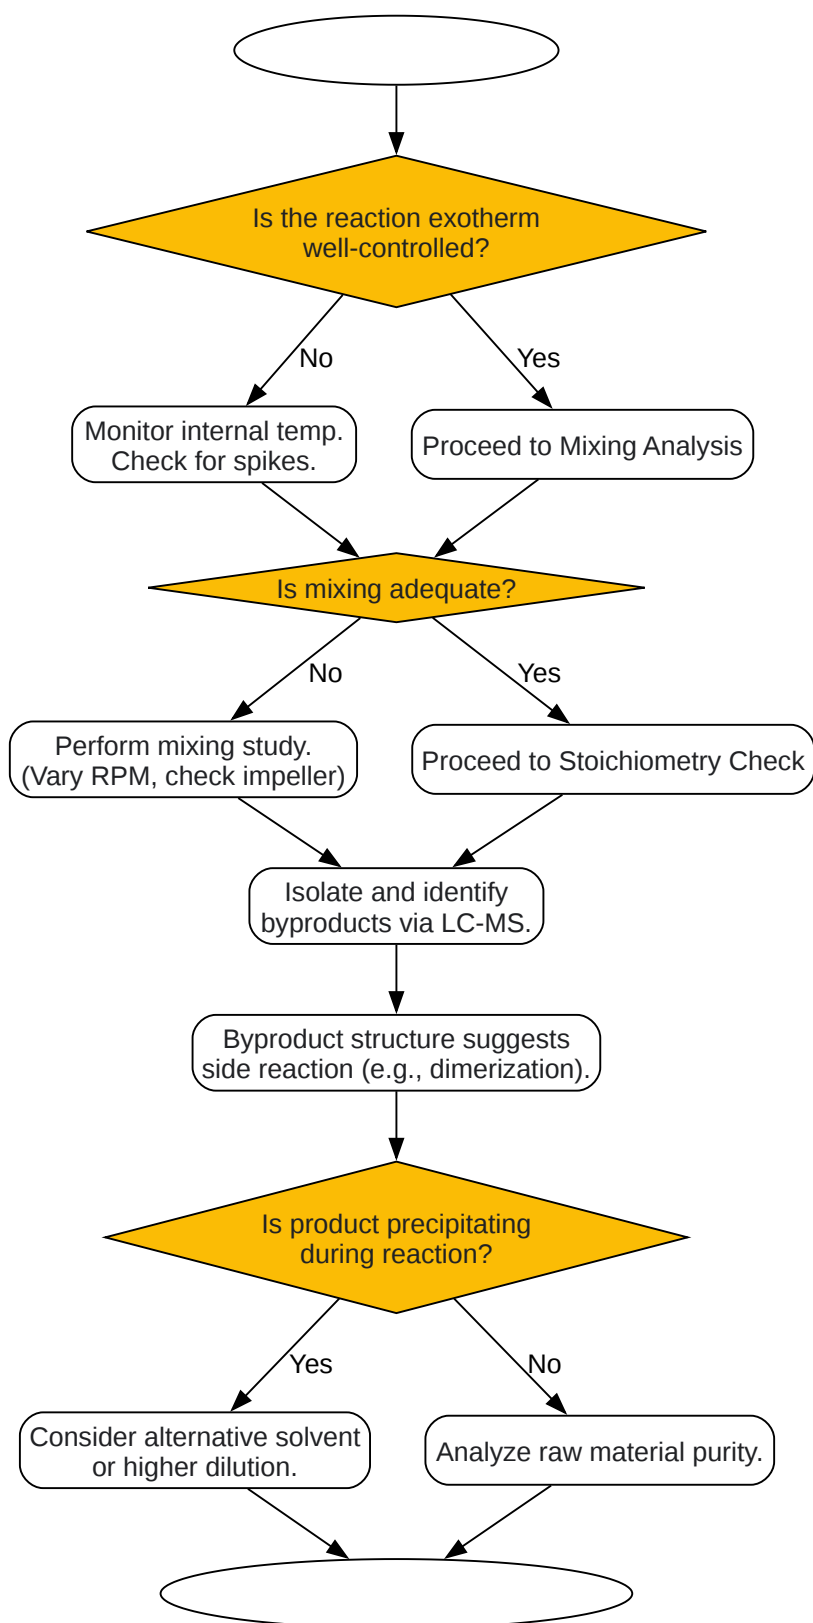 Is the reaction exotherm
well-controlled?
No
Yes
Monitor internal temp.
Check for spikes.
Proceed to Mixing Analysis
Is mixing adequate?
No
Yes
Perform mixing study.
(Vary RPM, check impeller)
Proceed to Stoichiometry Check
Isolate and identify
byproducts via LC-MS.
Byproduct structure suggests
side reaction (e.g., dimerization).
Is product precipitating
during reaction?
Yes
No
Consider alternative solvent
or higher dilution.
Analyze raw material purity.